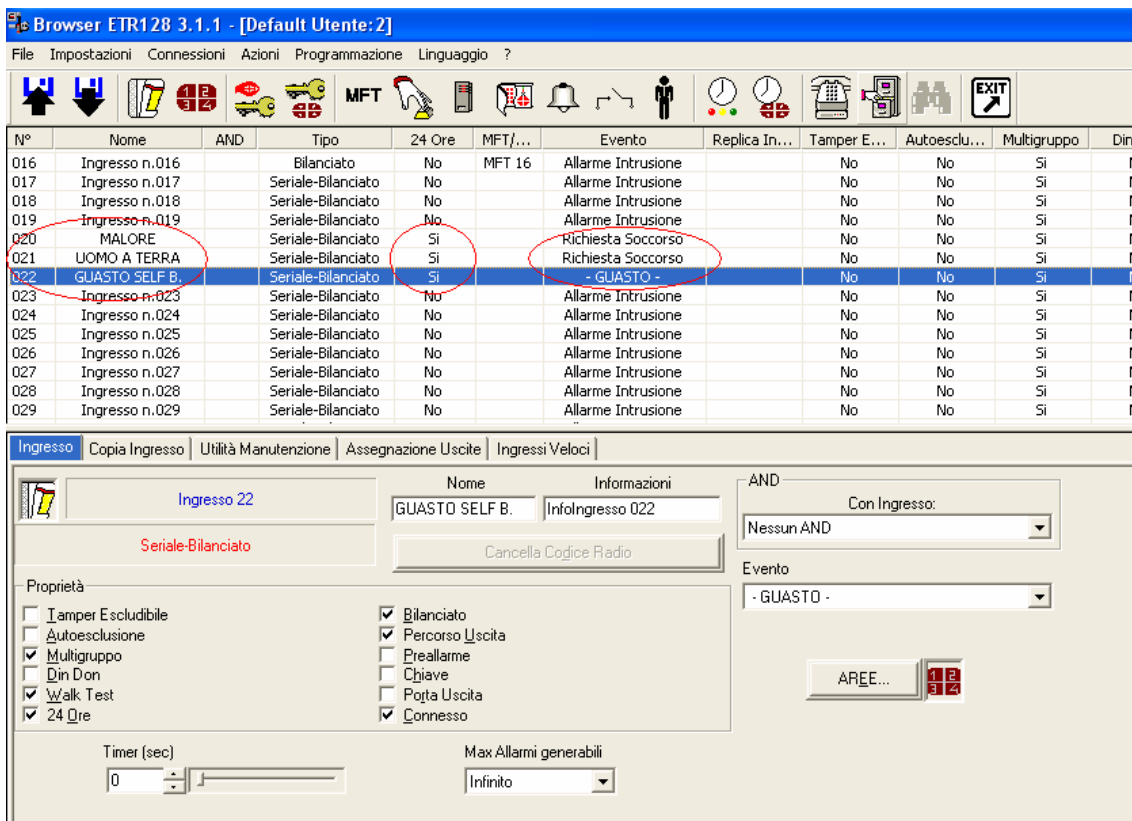 Browser ETR128 3.1.1 - [Default Utente:2]
File Impostazioni Connessioni Azioni Programmazione Linguaggio ?
MFT EXIT
N° Nome AND Tipo 24 Ore MFT/... Evento Replica In... Tamper E... Autoesclu... Multigruppo Din
016 Ingresso n.016 Bilanciato No MFT 16 Allarme Intrusione No No Si
017 Ingresso n.017 Seriale-Bilanciato No Allarme Intrusione No No Si
018 Ingresso n.018 Seriale-Bilanciato No Allarme Intrusione No No Si
019 Ingresso n.019 Seriale-Bilanciato No Allarme Intrusione No No Si
020 MALORE Seriale-Bilanciato Si Richiesta Soccorso No No Si
021 UOMO A TERRA Seriale-Bilanciato Si Richiesta Soccorso No No Si
022 GUASTO SELF B. Seriale-Bilanciato Si - GUASTO - No No Si
023 Ingresso n.023 Seriale-Bilanciato No Allarme Intrusione No No Si
024 Ingresso n.024 Seriale-Bilanciato No Allarme Intrusione No No Si
025 Ingresso n.025 Seriale-Bilanciato No Allarme Intrusione No No Si
026 Ingresso n.026 Seriale-Bilanciato No Allarme Intrusione No No Si
027 Ingresso n.027 Seriale-Bilanciato No Allarme Intrusione No No Si
028 Ingresso n.028 Seriale-Bilanciato No Allarme Intrusione No No Si
029 Ingresso n.029 Seriale-Bilanciato No Allarme Intrusione No No Si
Ingresso Copia Ingresso Utilità Manutenzione Assegnazione Uscite Ingressi Veloci
Ingresso 22
Seriale-Bilanciato
Nome Informazioni
GUASTO SELF B. InfoIngresso 022
Cancella Codice Radio
AND
Con Ingresso:
Nessun AND
Evento
- GUASTO -
AREE...
1 2
3 4
Proprietà
Tamper Escludibile
Autoesclusione
Multigruppo
Din Don
Walk Test
24 Ore
Bilanciato
Percorso Uscita
Preallarme
Chiave
Porta Uscita
Connesso
Timer (sec)
0
Max Allarmi generabili
Infinito